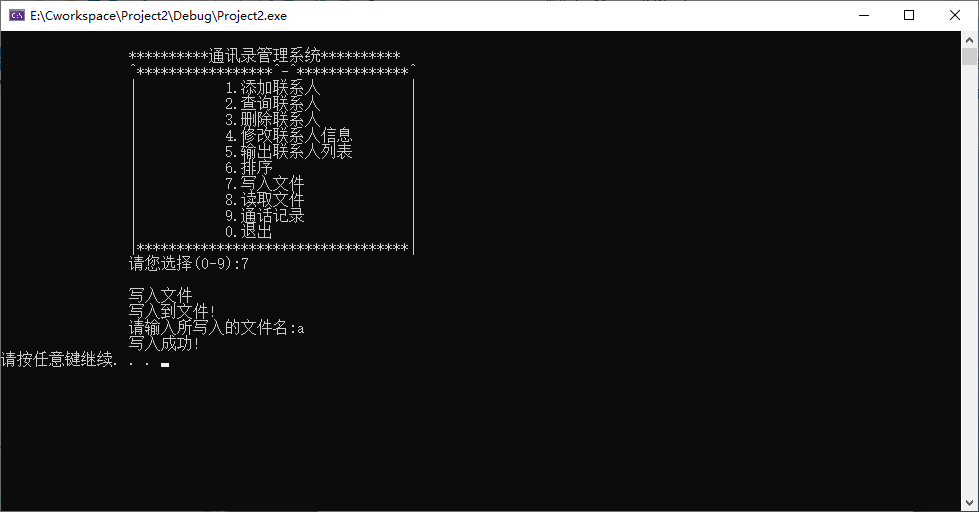 E:\Cworkspace\Project2\Debug\Project2.exe
**********通讯录管理系统**********
^*****************^-^**************^
| 1.添加联系人 |
| 2.查询联系人 |
| 3.删除联系人 |
| 4.修改联系人信息 |
| 5.输出联系人列表 |
| 6.排序 |
| 7.写入文件 |
| 8.读取文件 |
| 9.通话记录 |
| 0.退出 |
|**********************************|
请您选择(0-9):7
写入文件
写入到文件!
请输入所写入的文件名:a
写入成功!
请按任意键继续. . .